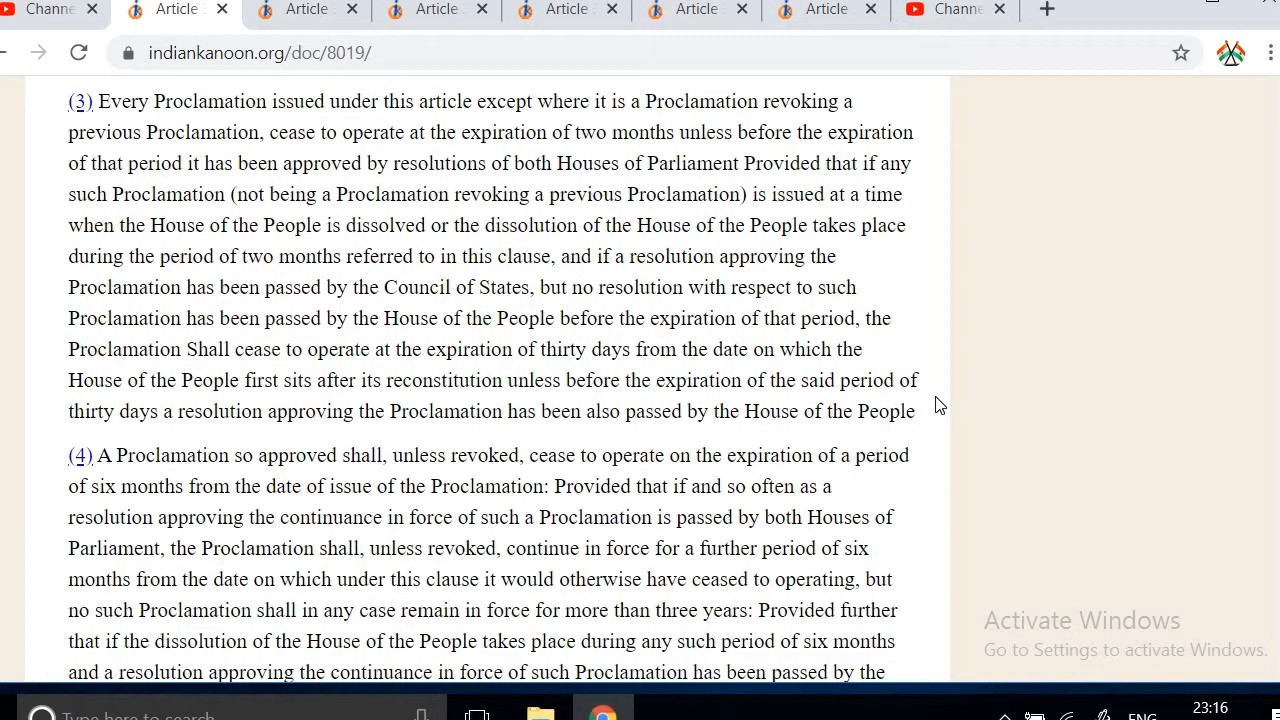 Channe
Article
Article
Article
Article
Article
Article
Channe
indiankanoon.org/doc/8019/
(3) Every Proclamation issued under this article except where it is a Proclamation revoking a
previous Proclamation, cease to operate at the expiration of two months unless before the expiration
of that period it has been approved by resolutions of both Houses of Parliament Provided that if any
such Proclamation (not being a Proclamation revoking a previous Proclamation) is issued at a time
when the House of the People is dissolved or the dissolution of the House of the People takes place
during the period of two months referred to in this clause, and if a resolution approving the
Proclamation has been passed by the Council of States, but no resolution with respect to such
Proclamation has been passed by the House of the People before the expiration of that period, the
Proclamation Shall cease to operate at the expiration of thirty days from the date on which the
House of the People first sits after its reconstitution unless before the expiration of the said period of
thirty days a resolution approving the Proclamation has been also passed by the House of the People
(4) A Proclamation so approved shall, unless revoked, cease to operate on the expiration of a period
of six months from the date of issue of the Proclamation: Provided that if and so often as a
resolution approving the continuance in force of such a Proclamation is passed by both Houses of
Parliament, the Proclamation shall, unless revoked, continue in force for a further period of six
months from the date on which under this clause it would otherwise have ceased to operating, but
no such Proclamation shall in any case remain in force for more than three years: Provided further
that if the dissolution of the House of the People takes place during any such period of six months
and a resolution approving the continuance in force of such Proclamation has been passed by the
Activate Windows
Go to Settings to activate Windows.
Type here to search
ENG
23:16